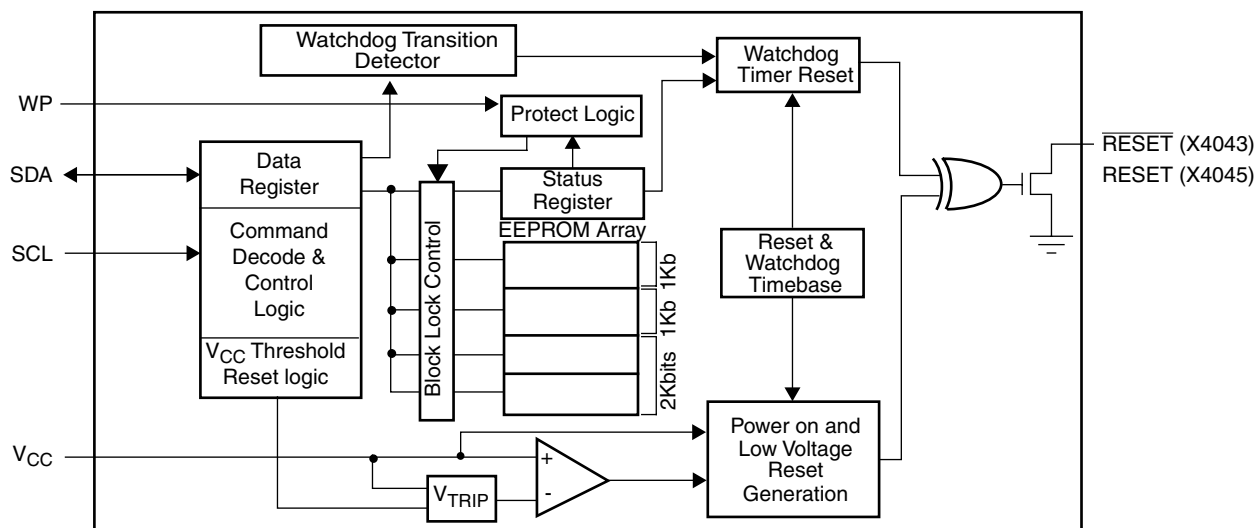 Watchdog Transition
Detector
Watchdog
Timer Reset
WP
Protect Logic
RESET (X4043)
RESET (X4045)
SDA
Data
Register
Status
Register
EEPROM Array
SCL
Command
Decode &
Control
Logic
Block Lock Control
1Kb
1Kb
2Kbits
Reset &
Watchdog
Timebase
VCC Threshold
Reset logic
Power on and
Low Voltage
Reset
Generation
VCC
+
-
VTRIP